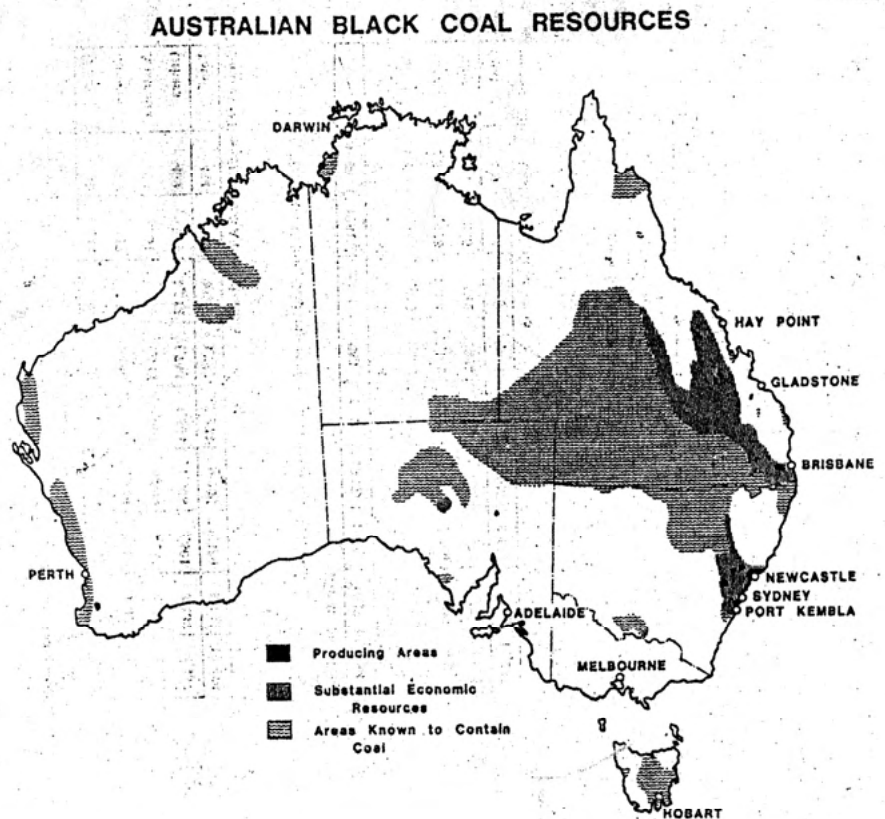 AUSTRALIAN BLACK COAL RESOURCES
DARWIN
HAY POINT
GLADSTONE
BRISBANE
PERTH
NEWCASTLE
SYDNEY
PORT KEMBLA
ADELAIDE
MELBOURNE
Producing Areas
Substantial Economic
Resources
Areas Known to Contain
Coal
HOBART